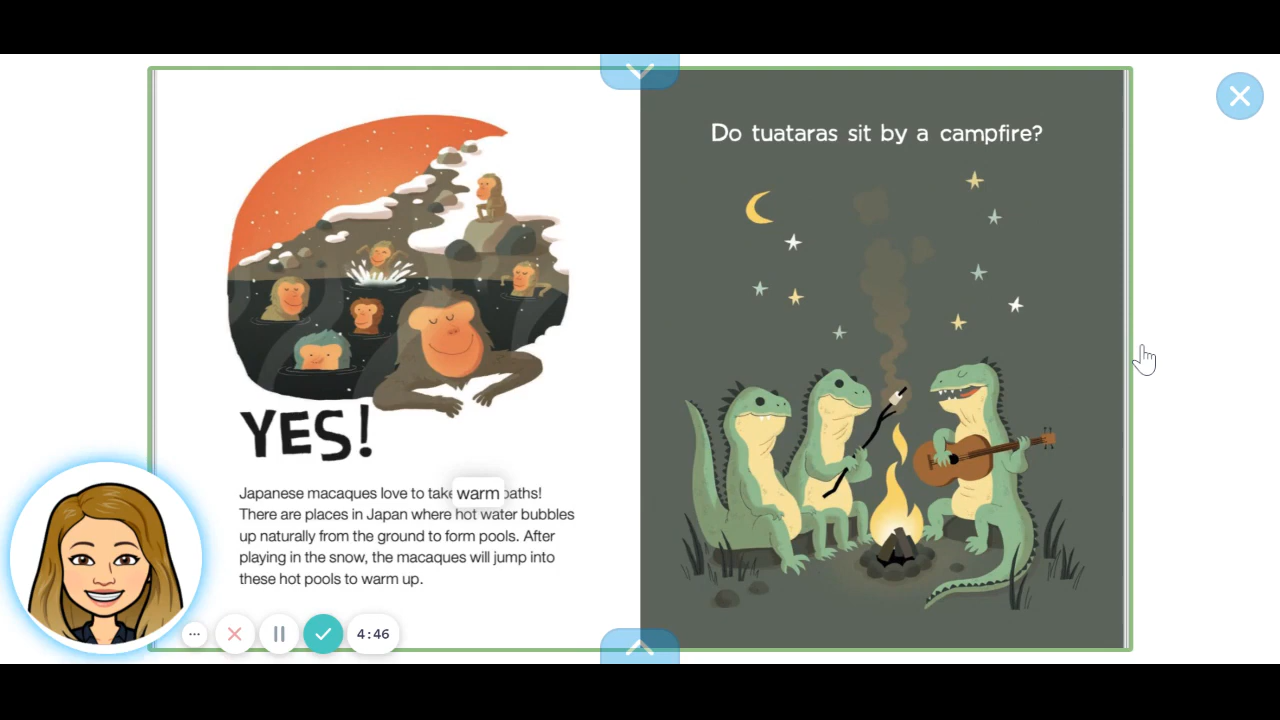 YES!
Japanese macaques love to take warm baths!
There are places in Japan where hot water bubbles
up naturally from the ground to form pools. After
playing in the snow, the macaques will jump into
these hot pools to warm up.
Do tuataras sit by a campfire?
4:46